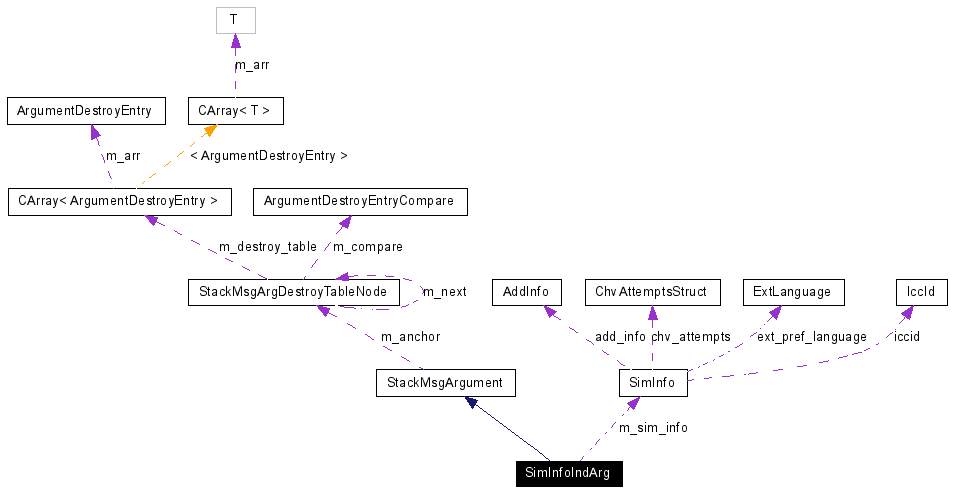 T
m_arr
ArgumentDestroyEntry
CArray< T >
m_arr
< ArgumentDestroyEntry >
CArray< ArgumentDestroyEntry >
ArgumentDestroyEntryCompare
m_destroy_table
m_compare
StackMsgArgDestroyTableNode
m_next
AddInfo
ChvAttemptsStruct
ExtLanguage
IccId
m_anchor
add_info
chv_attempts
ext_pref_language
iccid
StackMsgArgument
SimInfo
m_sim_info
SimInfoIndArg